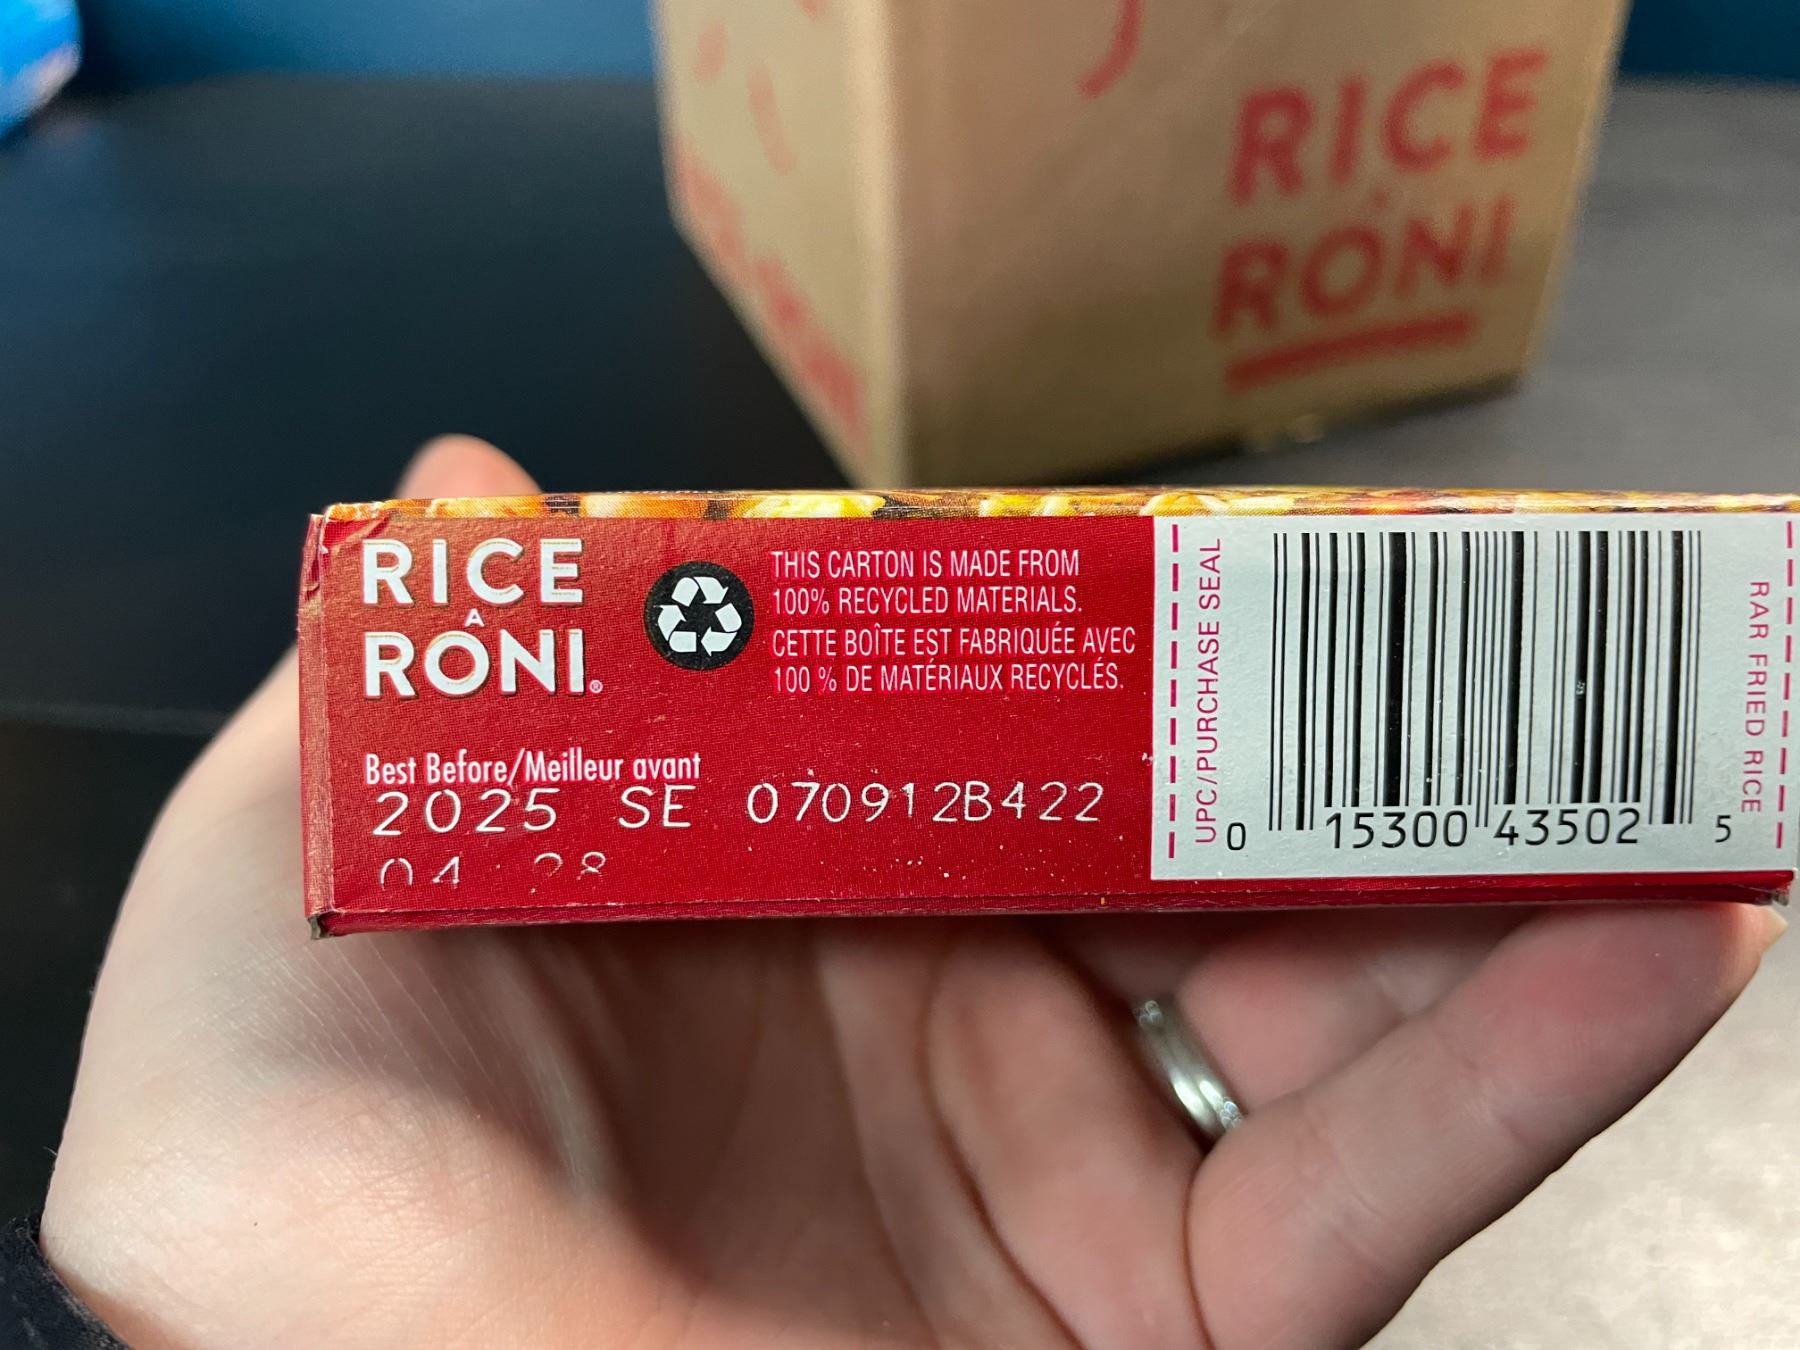 RICE
A
RONI
RICE
A
RONI®
THIS CARTON IS MADE FROM
100% RECYCLED MATERIALS.
CETTE BOÎTE EST FABRIQUÉE AVEC
100 % DE MATÉRIAUX RECYCLÉS.
Best Before/Meilleur avant
2025 SE 070912B422
04 28
UPC/PURCHASE SEAL
0 15300 43502 5
RAR FRIED RICE